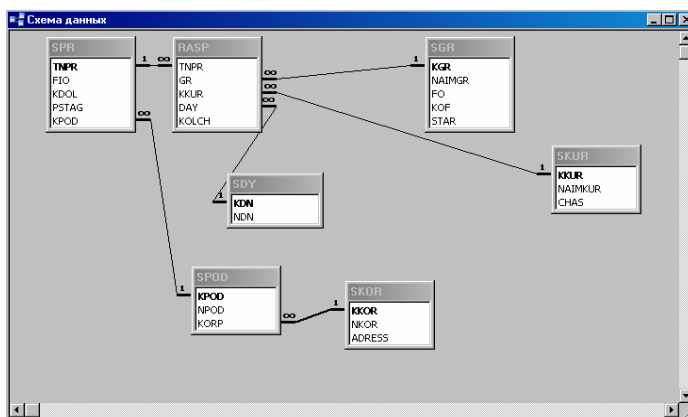 Схема данных
SPR
TNPR
FIO
KDOL
PSTAG
KPOD
1 ∞
RASP
TNPR
GR
KKUR
DAY
KOLCH
∞
∞
∞
∞
1
SGR
KGR
NAIMGR
FO
KOF
STAR
1
SKUR
KKUR
NAIMKUR
CHAS
1
SDY
KDN
NDN
1
SPOD
KPOD
NPOD
KORP
∞
1
SKOR
KKOR
NKOR
ADRESS